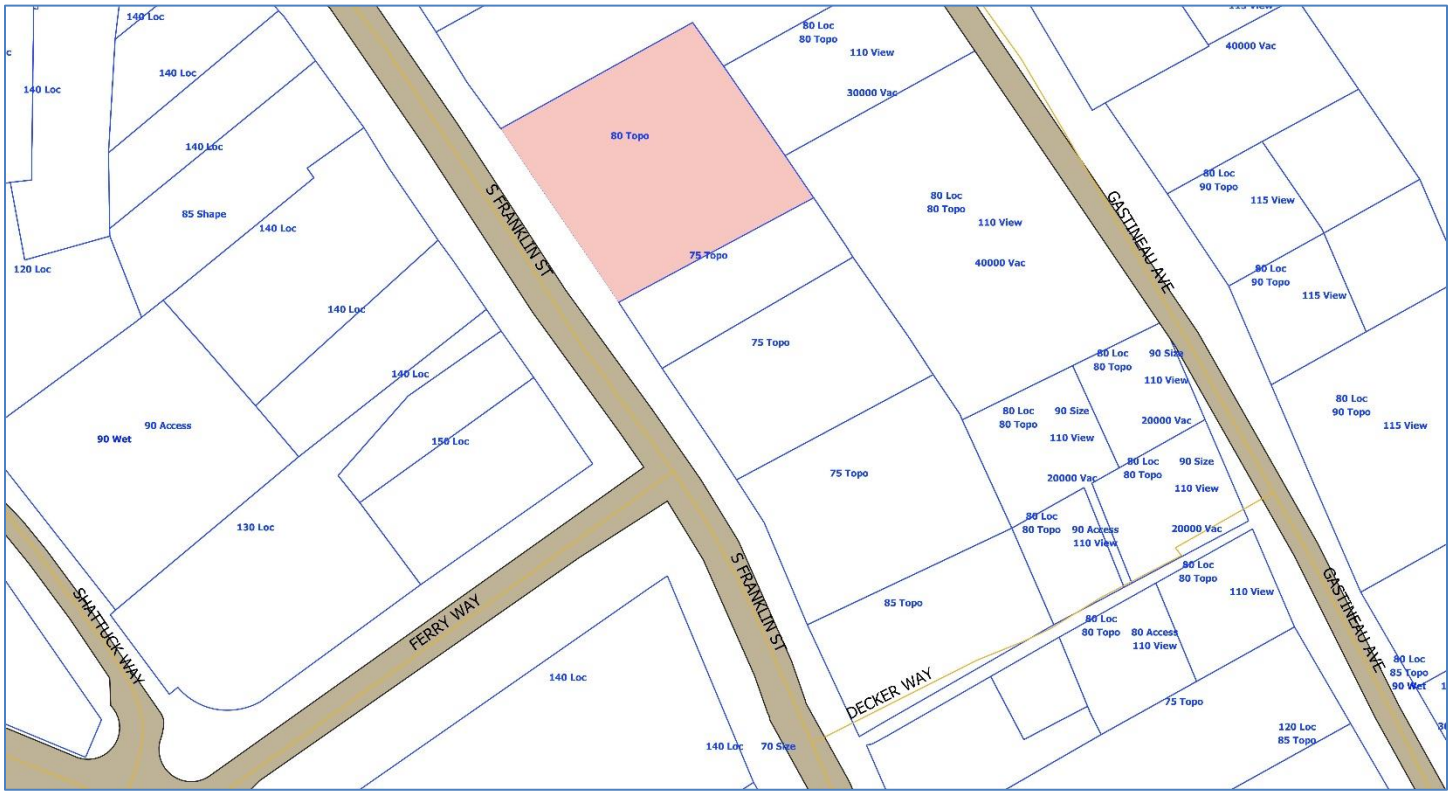 140 Loc
c
140 Loc
140 Loc
140 Loc
85 Shape
140 Loc
120 Loc
140 Loc
140 Loc
90 Access
90 Wet
150 Loc
130 Loc
SHATTUCK WAY
FERRY WAY
140 Loc
140 Loc
70 Size
S FRANKLIN ST
S FRANKLIN ST
80 Topo
75 Topo
75 Topo
75 Topo
85 Topo
DECKER WAY
80 Loc
80 Topo
110 View
30000 Vac
80 Loc
80 Topo
110 View
40000 Vac
80 Loc
80 Topo
90 Size
110 View
20000 Vac
80 Loc
80 Topo
90 Size
110 View
20000 Vac
80 Loc
80 Topo
90 Size
110 View
20000 Vac
80 Loc
80 Topo
90 Access
110 View
80 Loc
80 Topo
110 View
80 Loc
80 Topo
80 Access
110 View
75 Topo
120 Loc
85 Topo
GASTINEAU AVE
GASTINEAU AVE
115 View
40000 Vac
80 Loc
90 Topo
115 View
80 Loc
90 Topo
115 View
80 Loc
90 Topo
115 View
80 Loc
85 Topo
90 Wet